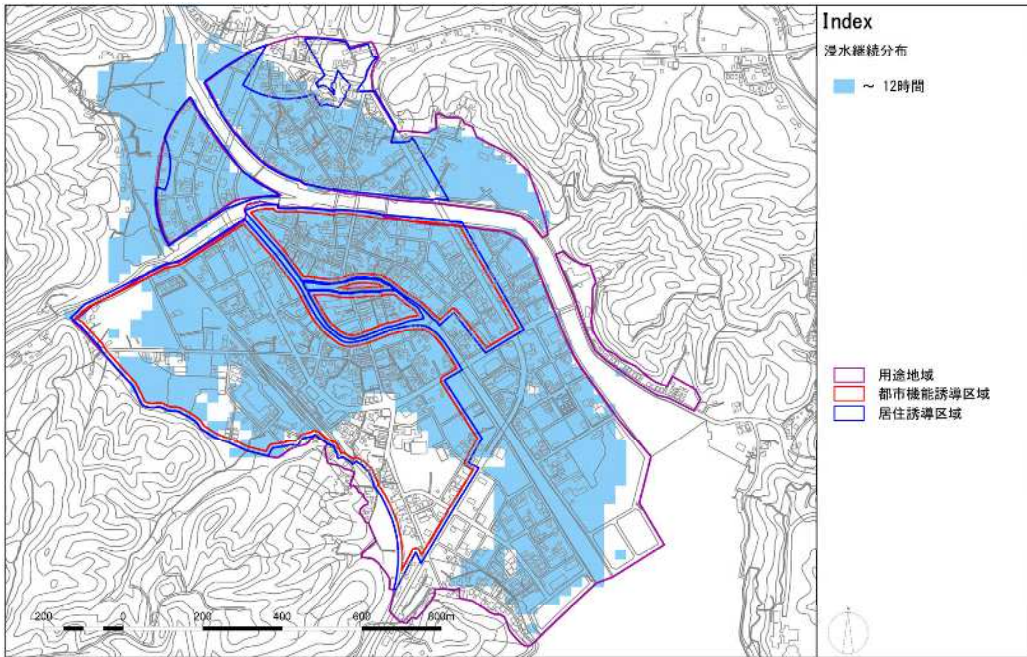 Index
浸水継続分布
～ 12時間
用途地域
都市機能誘導区域
居住誘導区域
200 0 200 400 600 800m